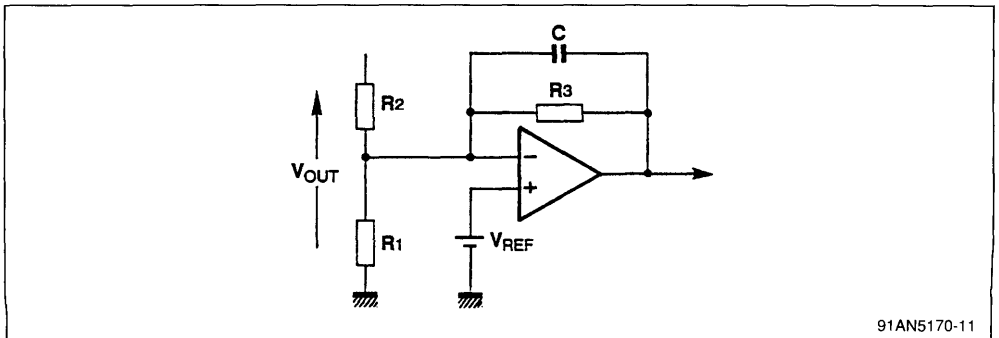 C
R2
R3
VOUT
-
+
R1
VREF
91AN5170-11